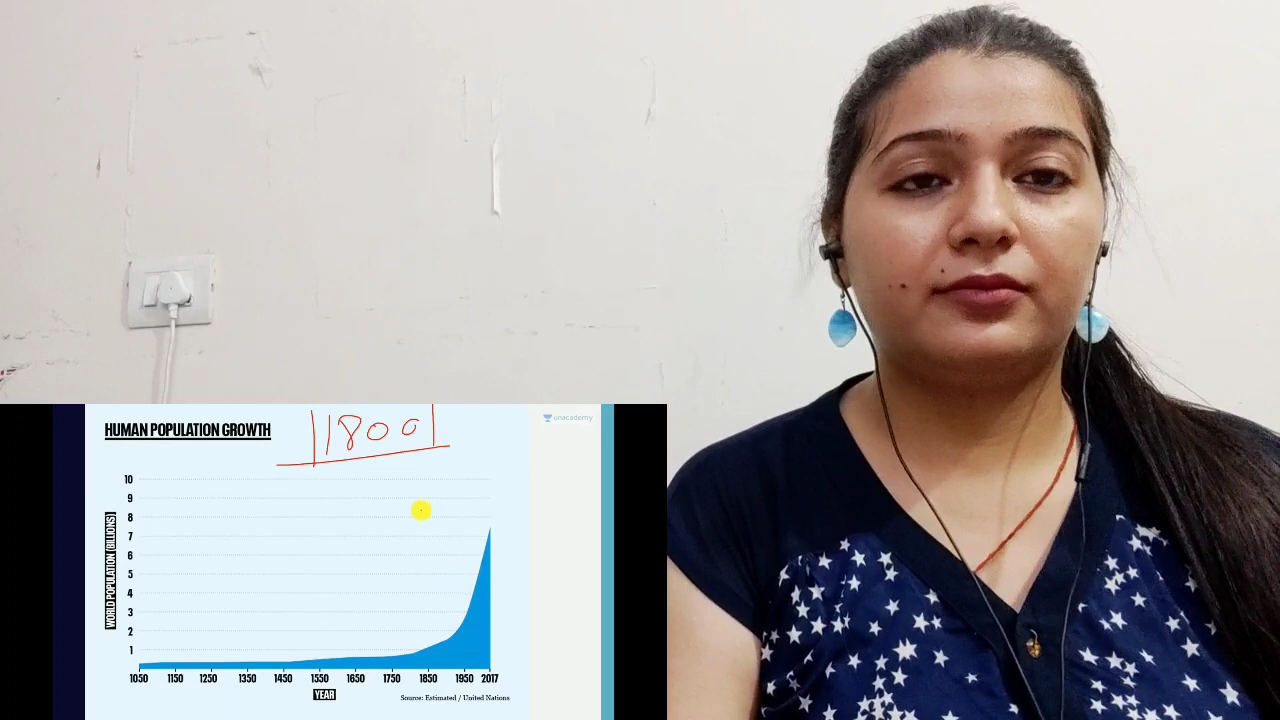 HUMAN POPULATION GROWTH
1800
unacademy
WORLD POPULATION (BILLIONS)
10
9
8
7
6
5
4
3
2
1
1050 1150 1250 1350 1450 1550 1650 1750 1850 1950 2017
YEAR
Source: Estimated / United Nations